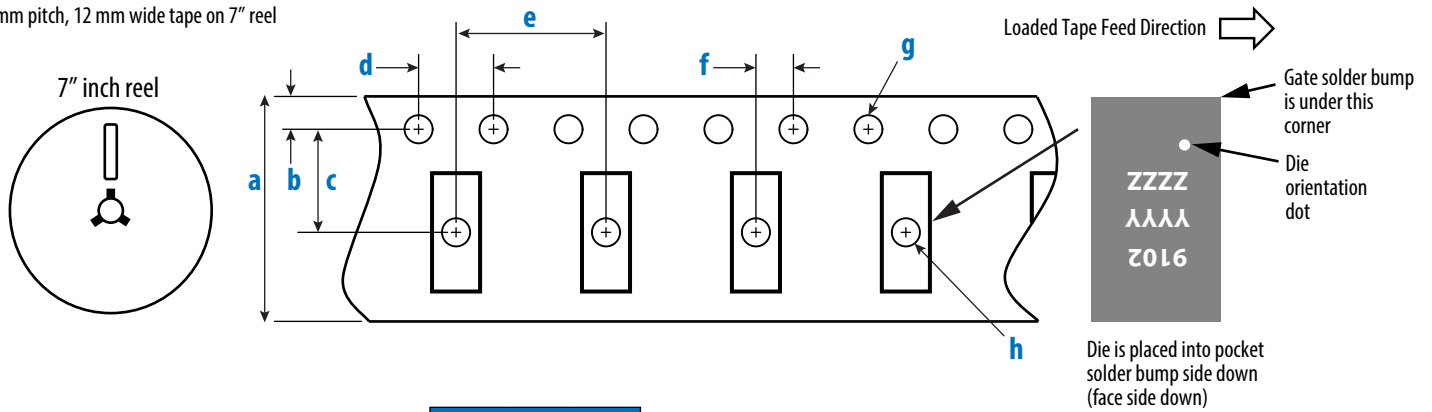 mm pitch, 12 mm wide tape on 7” reel
7” inch reel
Loaded Tape Feed Direction
a
b
c
d
e
f
g
h
Gate solder bump
is under this
corner
Die
orientation
dot
2016
YYYY
ZZZZ
Die is placed into pocket
solder bump side down
(face side down)